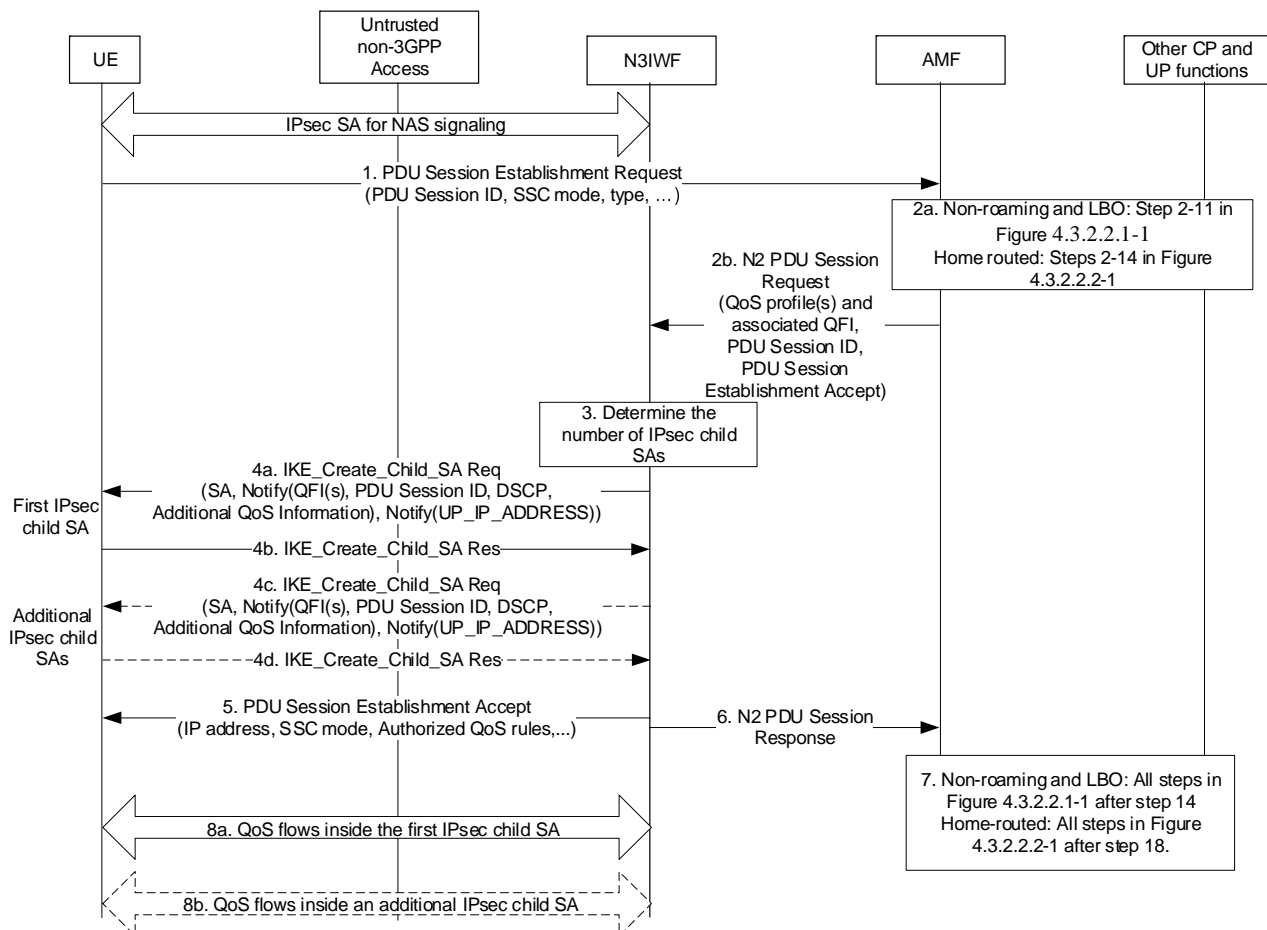 UE
Untrusted
non-3GPP
Access
N3IWF
AMF
Other CP and
UP functions
IPsec SA for NAS signaling
1. PDU Session Establishment Request
(PDU Session ID, SSC mode, type, …)
2a. Non-roaming and LBO: Step 2-11 in
Figure 4.3.2.2.1-1
Home routed: Steps 2-14 in Figure
4.3.2.2.2-1
2b. N2 PDU Session
Request
(QoS profile(s) and
associated QFI,
PDU Session ID,
PDU Session
Establishment Accept)
3. Determine the
number of IPsec child
SAs
First IPsec
child SA
4a. IKE_Create_Child_SA Req
(SA, Notify(QFI(s), PDU Session ID, DSCP,
Additional QoS Information), Notify(UP_IP_ADDRESS))
4b. IKE_Create_Child_SA Res
Additional
IPsec child
SAs
4c. IKE_Create_Child_SA Req
(SA, Notify(QFI(s), PDU Session ID, DSCP,
Additional QoS Information), Notify(UP_IP_ADDRESS))
4d. IKE_Create_Child_SA Res
5. PDU Session Establishment Accept
(IP address, SSC mode, Authorized QoS rules,...)
6. N2 PDU Session
Response
7. Non-roaming and LBO: All steps in
Figure 4.3.2.2.1-1 after step 14
Home-routed: All steps in Figure
4.3.2.2.2-1 after step 18.
8a. QoS flows inside the first IPsec child SA
8b. QoS flows inside an additional IPsec child SA